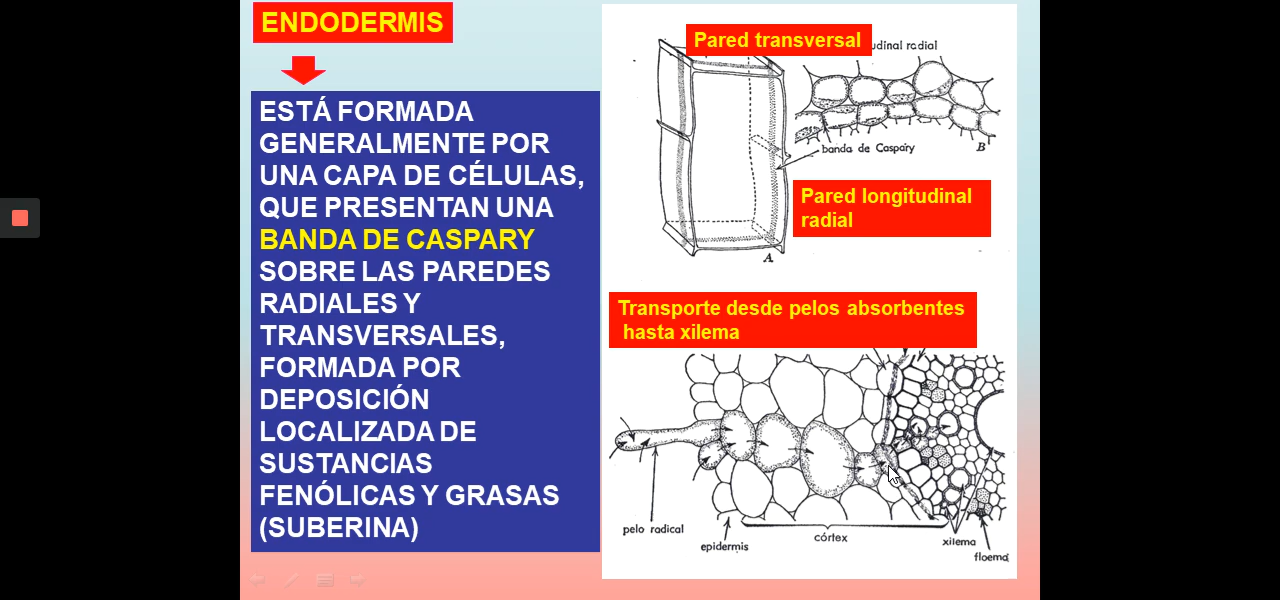 ENDODERMIS
ESTÁ FORMADA
GENERALMENTE POR
UNA CAPA DE CÉLULAS,
QUE PRESENTAN UNA
BANDA DE CASPARY
SOBRE LAS PAREDES
RADIALES Y
TRANSVERSALES,
FORMADA POR
DEPOSICIÓN
LOCALIZADA DE
SUSTANCIAS
FENÓLICAS Y GRASAS
(SUBERINA)
Pared transversal
udinal radial
banda de Caspary
B
Pared longitudinal
radial
A
Transporte desde pelos absorbentes
hasta xilema
pelo radical
epidermis
córtex
xilema
floema